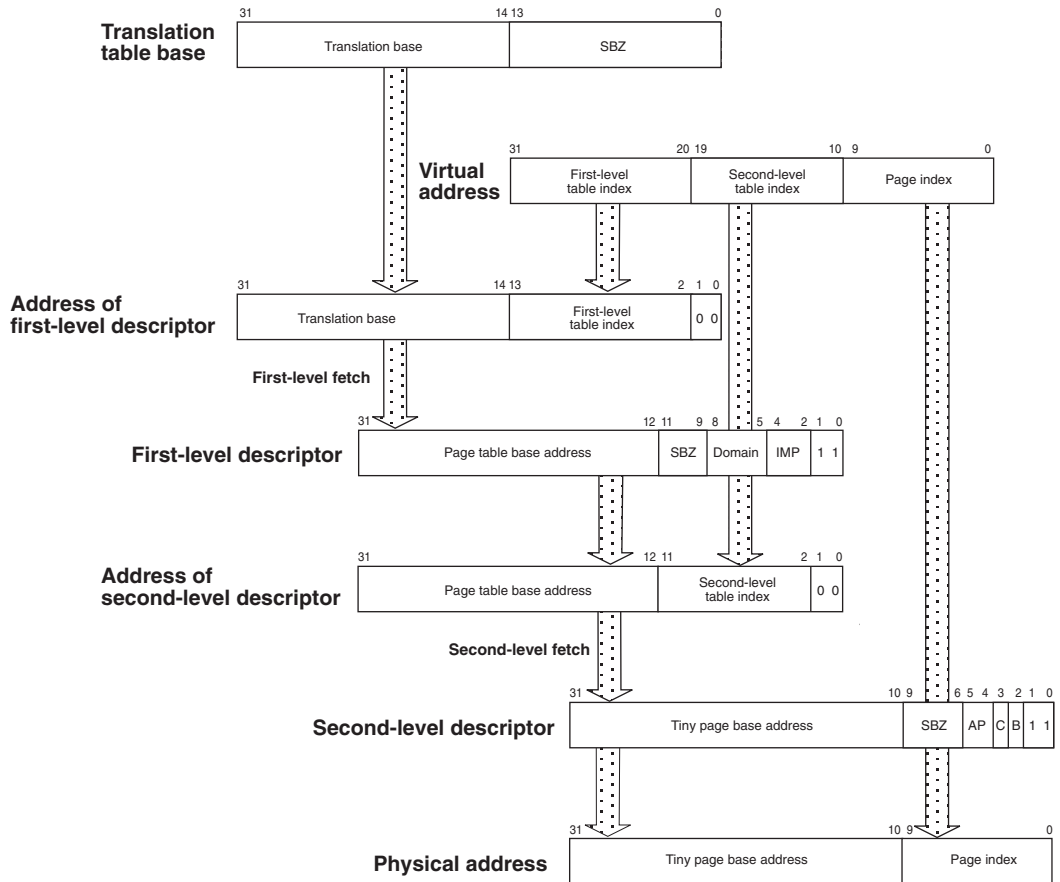 31 14 13 0
Translation
table base
Translation base SBZ
31 20 19 10 9 0
Virtual
address
First-level
table index
Second-level
table index
Page index
31 14 13 2 1 0
Address of
first-level descriptor
Translation base
First-level
table index
0 0
First-level fetch
31 12 11 9 8 5 4 2 1 0
First-level descriptor
Page table base address SBZ Domain IMP 1 1
31 12 11 2 1 0
Address of
second-level descriptor
Page table base address
Second-level
table index
0 0
Second-level fetch
31 10 9 6 5 4 3 2 1 0
Second-level descriptor
Tiny page base address SBZ AP C B 1 1
31 10 9 0
Physical address
Tiny page base address Page index